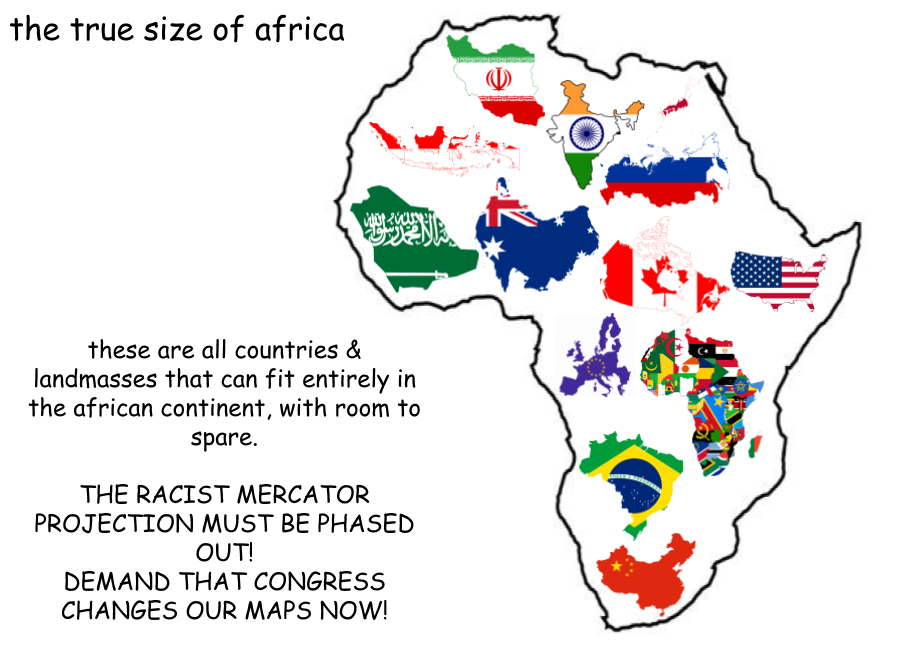 the true size of africa
these are all countries &
landmasses that can fit entirely in
the african continent, with room to
spare.
THE RACIST MERCATOR
PROJECTION MUST BE PHASED
OUT!
DEMAND THAT CONGRESS
CHANGES OUR MAPS NOW!